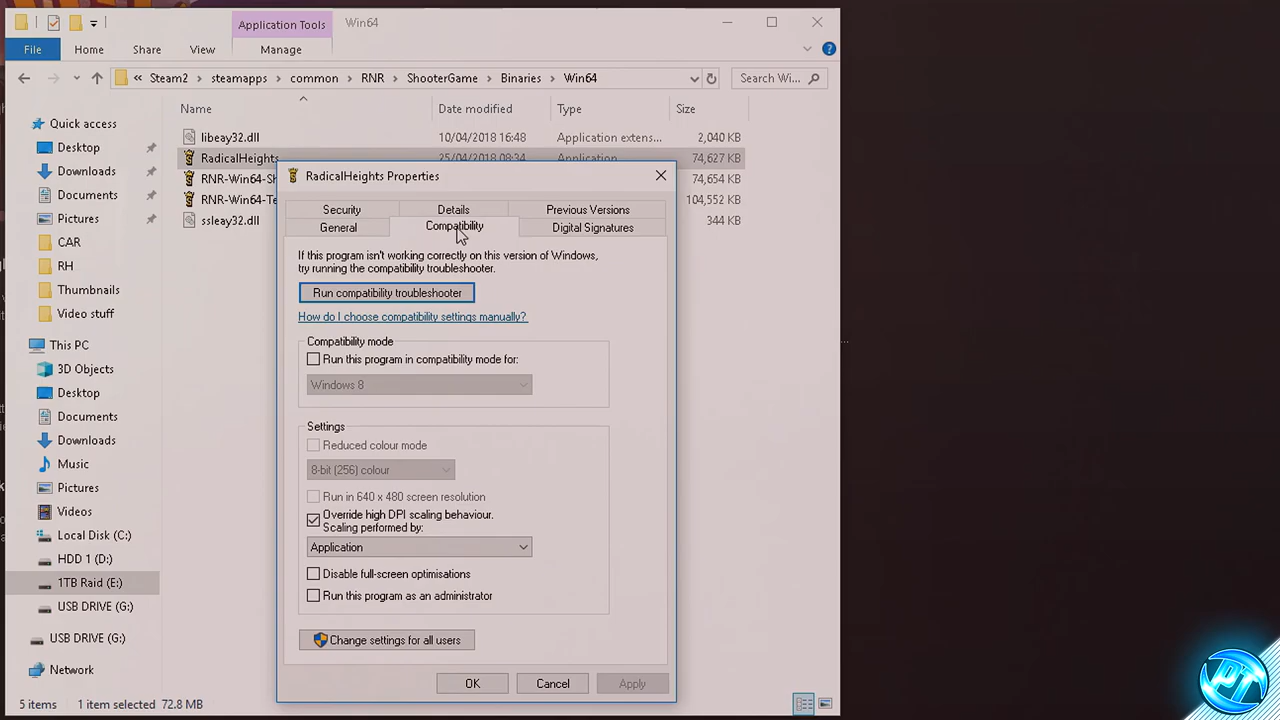 Application Tools
Win64
File
Home
Share
View
Manage
Steam2
steamapps
common
RNR
ShooterGame
Binaries
Win64
Search Wi...
Name
Date modified
Type
Size
Quick access
Desktop
Downloads
Documents
Pictures
CAR
RH
Thumbnails
Video stuff
This PC
3D Objects
Desktop
Documents
Downloads
Music
Pictures
Videos
Local Disk (C:)
HDD 1 (D:)
1TB Raid (E:)
USB DRIVE (G:)
USB DRIVE (G:)
Network
libeay32.dll 10/04/2018 16:48 Application extens... 2,040 KB
RadicalHeights 25/04/2018 08:34 Application 74,627 KB
RNR-Win64-Sh 74,654 KB
RNR-Win64-Te 104,552 KB
ssleay32.dll 344 KB
RadicalHeights Properties
Security
Details
Previous Versions
General
Compatibility
Digital Signatures
If this program isn't working correctly on this version of Windows,
try running the compatibility troubleshooter.
Run compatibility troubleshooter
How do I choose compatibility settings manually?
Compatibility mode
Run this program in compatibility mode for:
Windows 8
Settings
Reduced colour mode
8-bit (256) colour
Run in 640 x 480 screen resolution
Override high DPI scaling behaviour.
Scaling performed by:
Application
Disable full-screen optimisations
Run this program as an administrator
Change settings for all users
OK
Cancel
Apply
5 items
1 item selected 72.8 MB